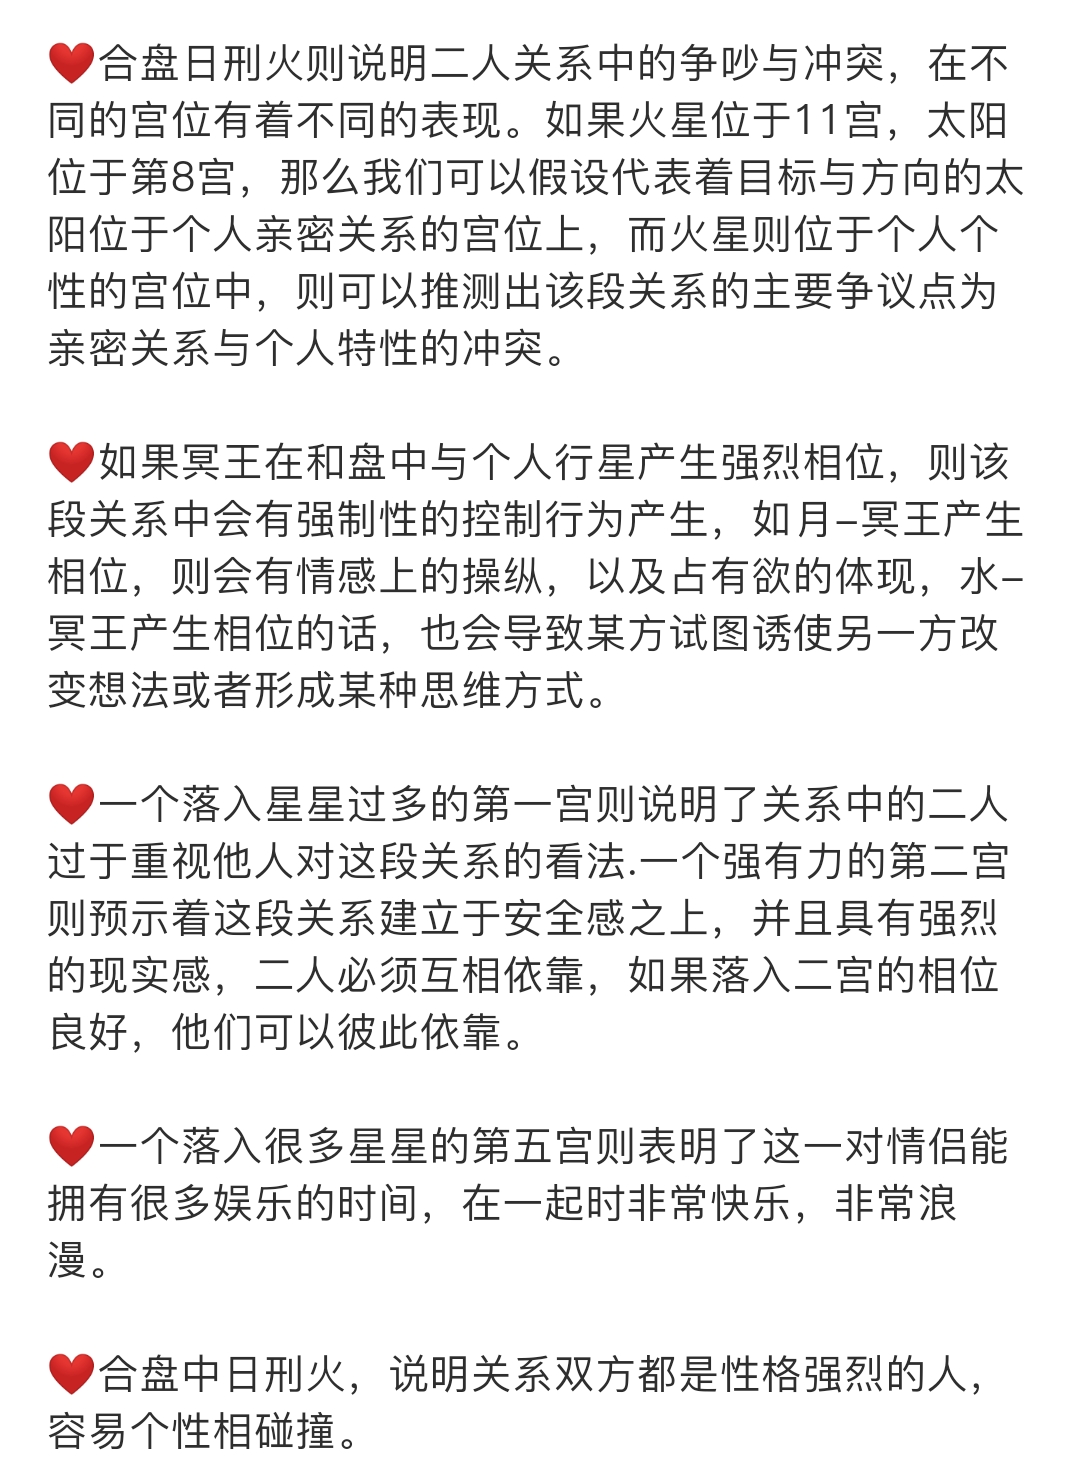 ❤️合盘日刑火则说明二人关系中的争吵与冲突，在不
同的宫位有着不同的表现。如果火星位于11宫，太阳
位于第8宫，那么我们可以假设代表着目标与方向的太
阳位于个人亲密关系的宫位上，而火星则位于个人个
性的宫位中，则可以推测出该段关系的主要争议点为
亲密关系与个人特性的冲突。
❤️如果冥王在和盘中与个人行星产生强烈相位，则该
段关系中会有强制性的控制行为产生，如月–冥王产生
相位，则会有情感上的操纵，以及占有欲的体现，水–
冥王产生相位的话，也会导致某方试图诱使另一方改
变想法或者形成某种思维方式。
❤️一个落入星星过多的第一宫则说明了关系中的二人
过于重视他人对这段关系的看法.一个强有力的第二宫
则预示着这段关系建立于安全感之上，并且具有强烈
的现实感，二人必须互相依靠，如果落入二宫的相位
良好，他们可以彼此依靠。
❤️一个落入很多星星的第五宫则表明了这一对情侣能
拥有很多娱乐的时间，在一起时非常快乐，非常浪
漫。
❤️合盘中日刑火，说明关系双方都是性格强烈的人，
容易个性相碰撞。